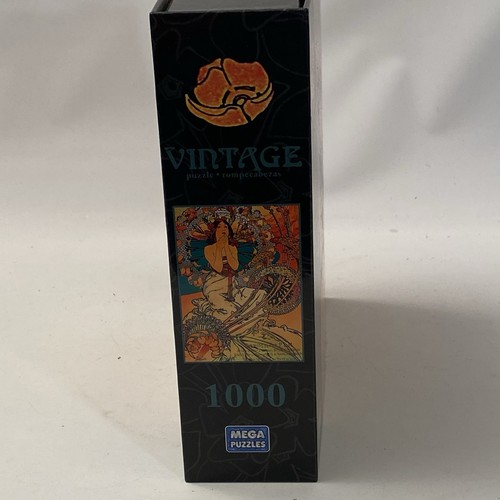 VINTAGE
puzzle • rompecabezas
1000
MEGA
PUZZLES